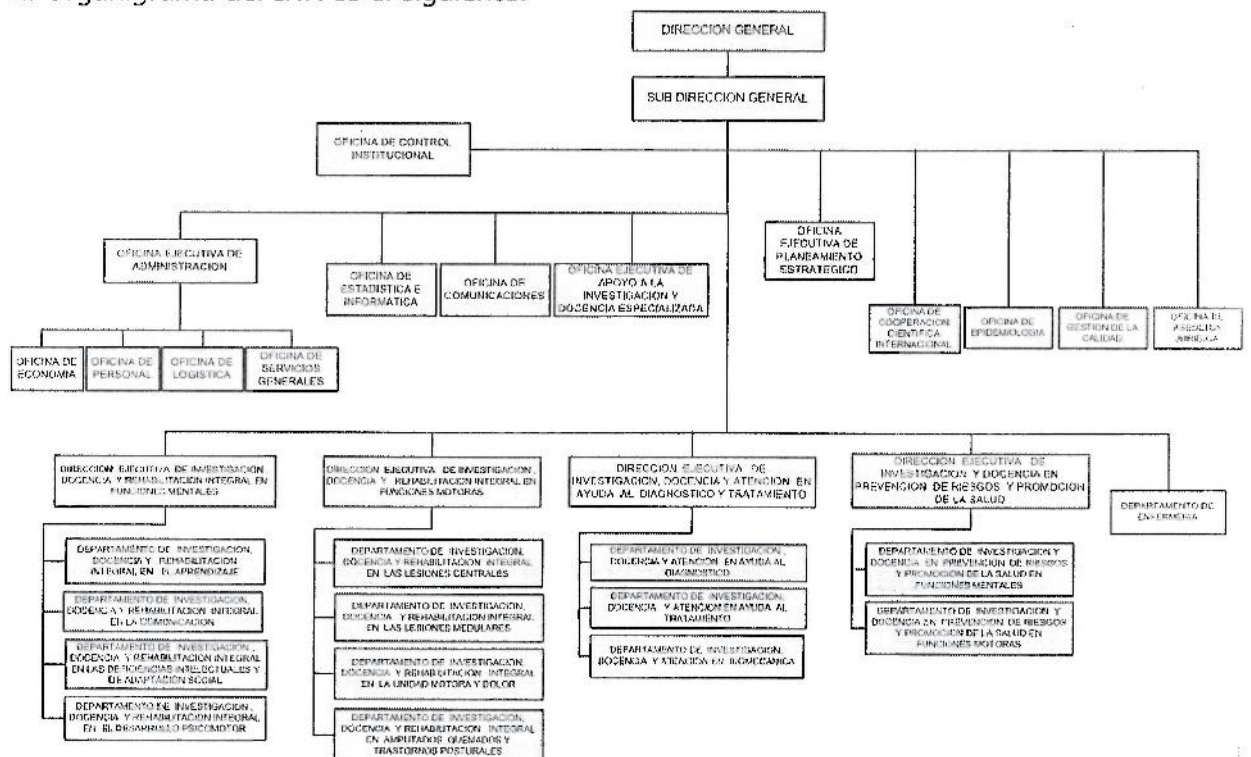 organigrama del
es el siguiente:
DIRECCION GENERAL
SUB DIRECCION GENERAL
OFICINA DE CONTROL
INSTITUCIONAL
OFICINA EJECUTIVA DE
ADMINISTRACION
OFICINA DE
ESTADISTICA E
INFORMATICA
OFICINA DE
COMUNICACIONES
OFICINA EJECUTIVA DE
APOYO A LA
INVESTIGACION Y
DOCENCIA ESPECIALIZADA
OFICINA
EJECUTIVA DE
PLANEAMIENTO
ESTRATEGICO
OFICINA DE
COOPERACION
CIENTIFICA
INTERNACIONAL
OFICINA DE
EPIDEMIOLOGIA
OFICINA DE
GESTION DE LA
CALIDAD
OFICINA DE
ASESORIA
JURIDICA
OFICINA DE
ECONOMIA
OFICINA DE
PERSONAL
OFICINA DE
LOGISTICA
OFICINA DE
SERVICIOS
GENERALES
DIRECCION EJECUTIVA DE INVESTIGACION,
DOCENCIA Y REHABILITACION INTEGRAL EN
FUNCIONES MENTALES
DIRECCION EJECUTIVA DE INVESTIGACION,
DOCENCIA Y REHABILITACION INTEGRAL EN
FUNCIONES MOTORAS
DIRECCION EJECUTIVA DE
INVESTIGACION, DOCENCIA Y ATENCION EN
AYUDA AL DIAGNOSTICO Y TRATAMIENTO
DIRECCION EJECUTIVA DE
INVESTIGACION Y DOCENCIA EN
PREVENCION DE RIESGOS Y PROMOCION
DE LA SALUD
DEPARTAMENTO DE
ENFERMERIA
DEPARTAMENTO DE INVESTIGACION,
DOCENCIA Y REHABILITACION
INTEGRAL EN EL APRENDIZAJE
DEPARTAMENTO DE INVESTIGACION,
DOCENCIA Y REHABILITACION INTEGRAL
EN LA COMUNICACION
DEPARTAMENTO DE INVESTIGACION,
DOCENCIA Y REHABILITACION INTEGRAL
EN LAS DEFICIENCIAS INTELECTUALES Y
DE ADAPTACION SOCIAL
DEPARTAMENTO DE INVESTIGACION,
DOCENCIA Y REHABILITACION INTEGRAL
EN EL DESARROLLO PSICOMOTOR
DEPARTAMENTO DE INVESTIGACION,
DOCENCIA Y REHABILITACION INTEGRAL
EN LAS LESIONES CENTRALES
DEPARTAMENTO DE INVESTIGACION,
DOCENCIA Y REHABILITACION INTEGRAL
EN LAS LESIONES MEDULARES
DEPARTAMENTO DE INVESTIGACION,
DOCENCIA Y REHABILITACION INTEGRAL
EN LA UNIDAD MOTORA Y DOLOR
DEPARTAMENTO DE INVESTIGACION,
DOCENCIA Y REHABILITACION INTEGRAL
EN AMPUTADOS QUEMADOS Y
TRASTORNOS POSTURALES
DEPARTAMENTO DE INVESTIGACION,
DOCENCIA Y ATENCION EN AYUDA AL
DIAGNOSTICO
DEPARTAMENTO DE INVESTIGACION,
DOCENCIA Y ATENCION EN AYUDA AL
TRATAMIENTO
DEPARTAMENTO DE INVESTIGACION,
DOCENCIA Y ATENCION EN BIOMECANICA
DEPARTAMENTO DE INVESTIGACION Y
DOCENCIA EN PREVENCION DE RIESGOS
Y PROMOCION DE LA SALUD EN
FUNCIONES MENTALES
DEPARTAMENTO DE INVESTIGACION Y
DOCENCIA EN PREVENCION DE RIESGOS
Y PROMOCION DE LA SALUD EN
FUNCIONES MOTORAS